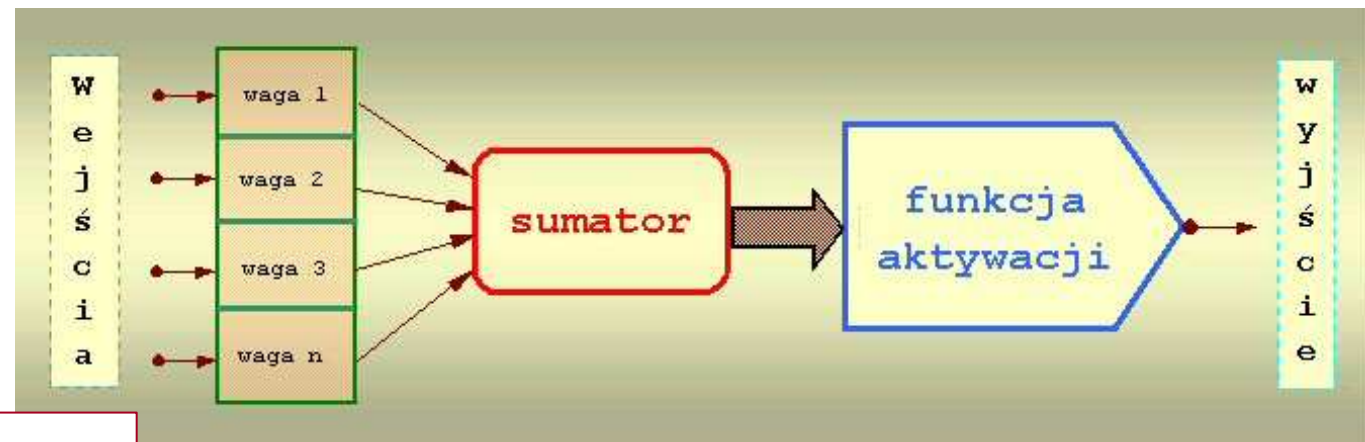 wejścia
waga 1
waga 2
waga 3
waga n
sumator
funkcja
aktywacji
wyjście